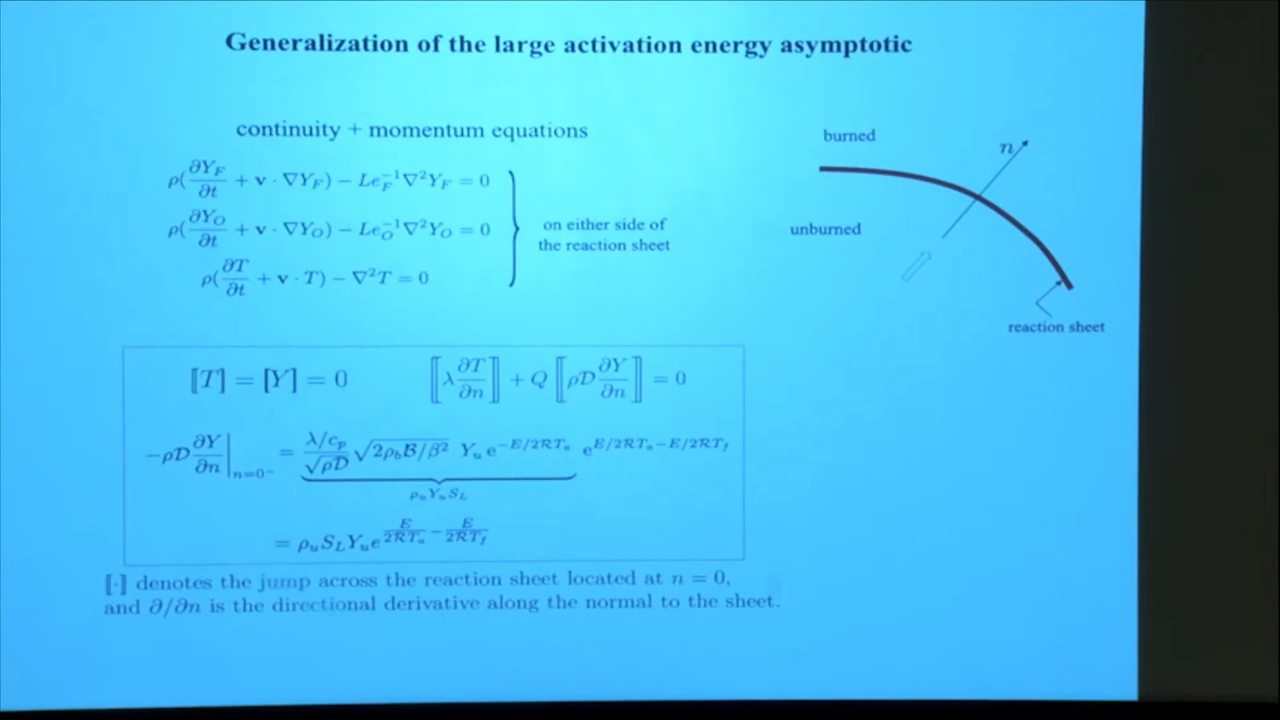 Generalization of the large activation energy asymptotic
continuity + momentum equations
ρ(∂Y_F/∂t + v · ∇Y_F) − Le_F^{-1}∇²Y_F = 0
ρ(∂Y_O/∂t + v · ∇Y_O) − Le_O^{-1}∇²Y_O = 0
ρ(∂T/∂t + v · T) − ∇²T = 0
on either side of
the reaction sheet
burned
n
unburned
reaction sheet
⟦T⟧ = ⟦Y⟧ = 0 ⟦λ ∂T/∂n⟧ + Q ⟦ρD ∂Y/∂n⟧ = 0
−ρD ∂Y/∂n |_{n=0⁻} = (λ/c_p)/√(ρD) √(2ρ_b B/β²) Y_u e^{−E/2RT_a} e^{E/2RT_a − E/2RT_f}
ρ_u Y_u S_L
= ρ_u S_L Y_u e^{E/2RT_a − E/2RT_f}
⟦·⟧ denotes the jump across the reaction sheet located at n = 0,
and ∂/∂n is the directional derivative along the normal to the sheet.